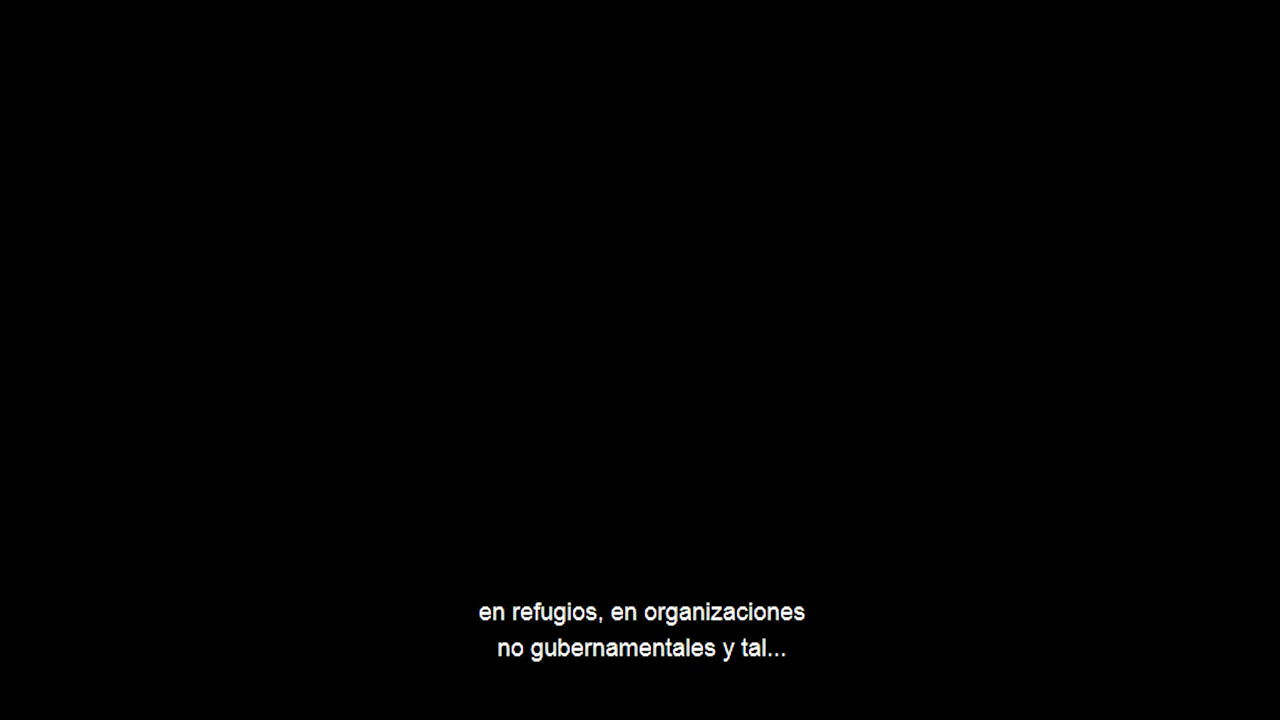 en refugios, en organizaciones
no gubernamentales y tal...